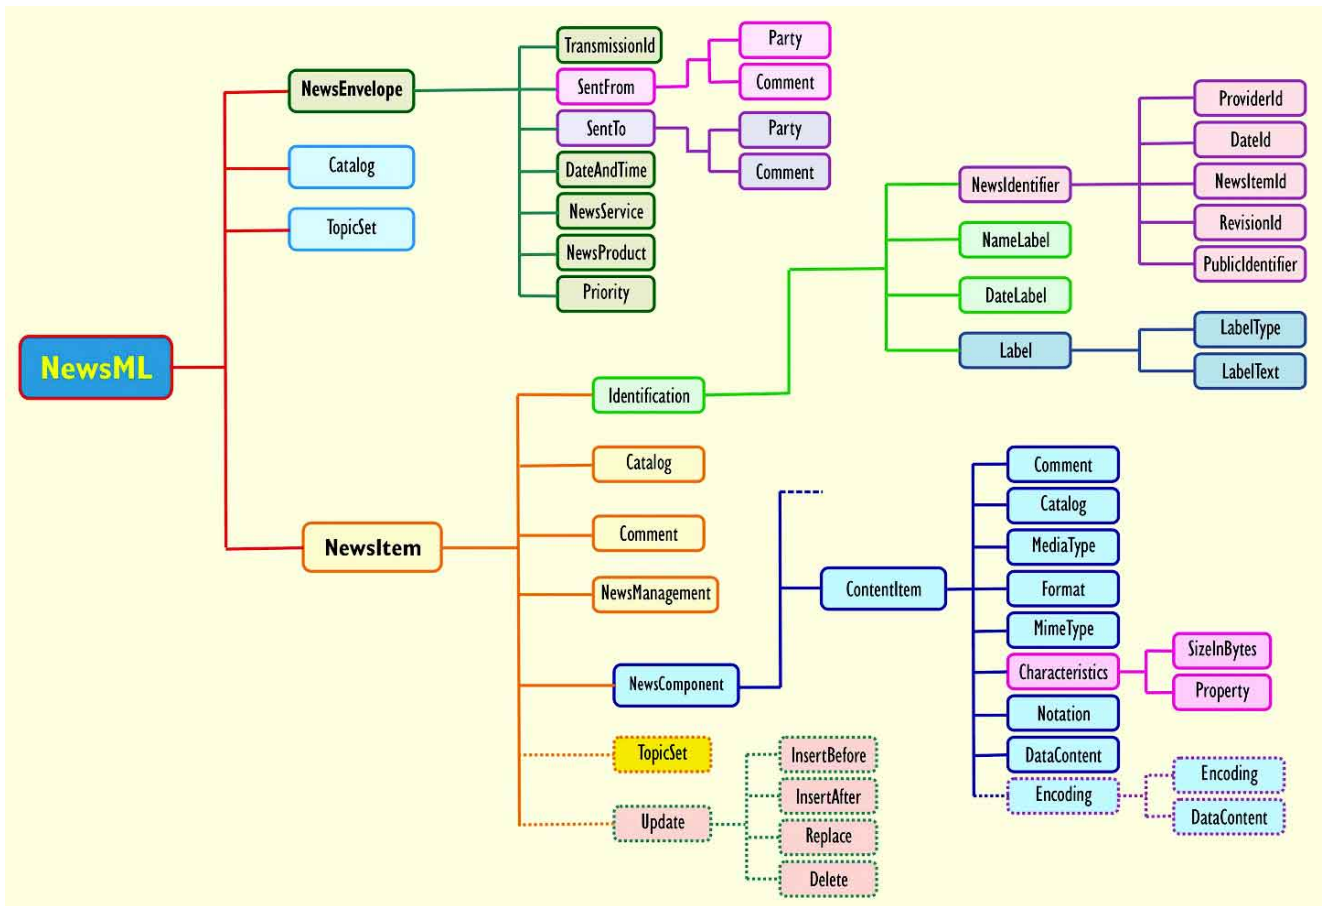 NewsML
NewsEnvelope
TransmissionId
SentFrom
Party
Comment
SentTo
Party
Comment
DateAndTime
NewsService
NewsProduct
Priority
Catalog
TopicSet
NewsItem
Identification
NewsIdentifier
ProviderId
DateId
NewsItemId
RevisionId
PublicIdentifier
NameLabel
DateLabel
Label
LabelType
LabelText
Catalog
Comment
NewsManagement
NewsComponent
ContentItem
Comment
Catalog
MediaType
Format
MimeType
Characteristics
SizeInBytes
Property
Notation
DataContent
Encoding
Encoding
DataContent
TopicSet
Update
InsertBefore
InsertAfter
Replace
Delete